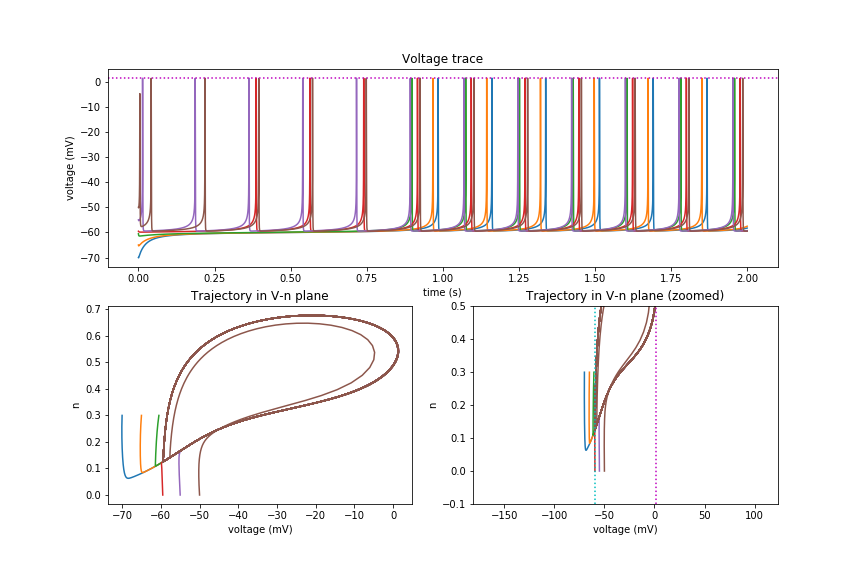 Voltage trace
voltage (mV)
0
−10
−20
−30
−40
−50
−60
−70
0.00 0.25 0.50 0.75 1.00 1.25 1.50 1.75 2.00
time (s)
Trajectory in V-n plane
n
0.7
0.6
0.5
0.4
0.3
0.2
0.1
0.0
−70 −60 −50 −40 −30 −20 −10 0
voltage (mV)
Trajectory in V-n plane (zoomed)
n
0.5
0.4
0.3
0.2
0.1
0.0
−0.1
−150 −100 −50 0 50 100
voltage (mV)